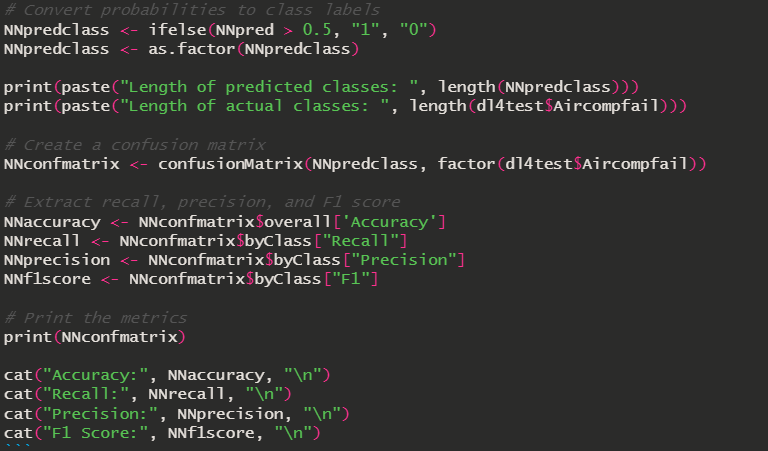 # Convert probabilities to class labels
NNpredclass <- ifelse(NNpred > 0.5, "1", "0")
NNpredclass <- as.factor(NNpredclass)
print(paste("Length of predicted classes: ", length(NNpredclass)))
print(paste("Length of actual classes: ", length(dl4test$Aircompfail)))
# Create a confusion matrix
NNconfmatrix <- confusionMatrix(NNpredclass, factor(dl4test$Aircompfail))
# Extract recall, precision, and F1 score
NNaccuracy <- NNconfmatrix$overall['Accuracy']
NNrecall <- NNconfmatrix$byClass["Recall"]
NNprecision <- NNconfmatrix$byClass["Precision"]
NNf1score <- NNconfmatrix$byClass["F1"]
# Print the metrics
print(NNconfmatrix)
cat("Accuracy:", NNaccuracy, "\n")
cat("Recall:", NNrecall, "\n")
cat("Precision:", NNprecision, "\n")
cat("F1 Score:", NNf1score, "\n")
```